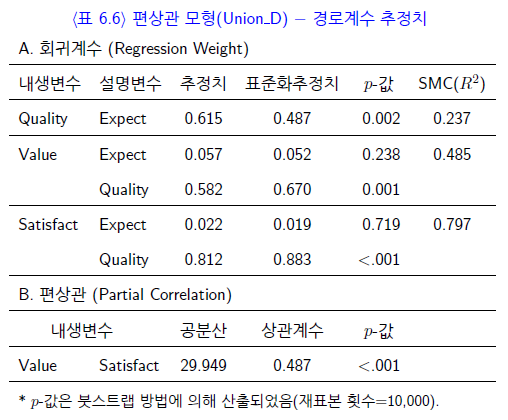 ⟨표 6.6⟩ 편상관 모형(Union_D) – 경로계수 추정치
A. 회귀계수 (Regression Weight)
내생변수 설명변수 추정치 표준화추정치 p-값 SMC(R²)
Quality Expect 0.615 0.487 0.002 0.237
Value Expect 0.057 0.052 0.238 0.485
Quality 0.582 0.670 0.001
Satisfact Expect 0.022 0.019 0.719 0.797
Quality 0.812 0.883 <.001
B. 편상관 (Partial Correlation)
내생변수 공분산 상관계수 p-값
Value Satisfact 29.949 0.487 <.001
* p-값은 붓스트랩 방법에 의해 산출되었음(재표본 횟수=10,000).